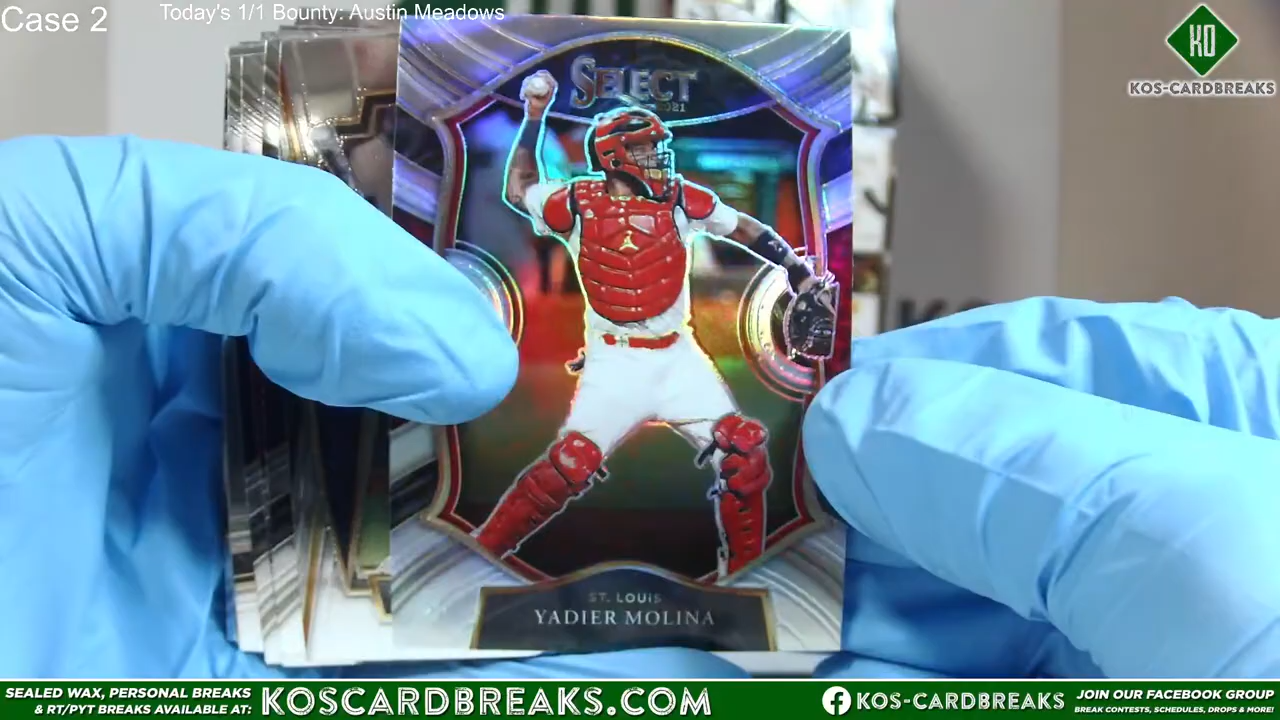 Case 2
Today's 1/1 Bounty: Austin Meadows
KO
KOS-CARDBREAKS
SELECT
2021
ST. LOUIS
YADIER MOLINA
SEALED WAX, PERSONAL BREAKS
& RT/PYT BREAKS AVAILABLE AT:
KOSCARDBREAKS.COM
KOS-CARDBREAKS
JOIN OUR FACEBOOK GROUP
BREAK CONTESTS, SCHEDULES, DROPS & MORE!